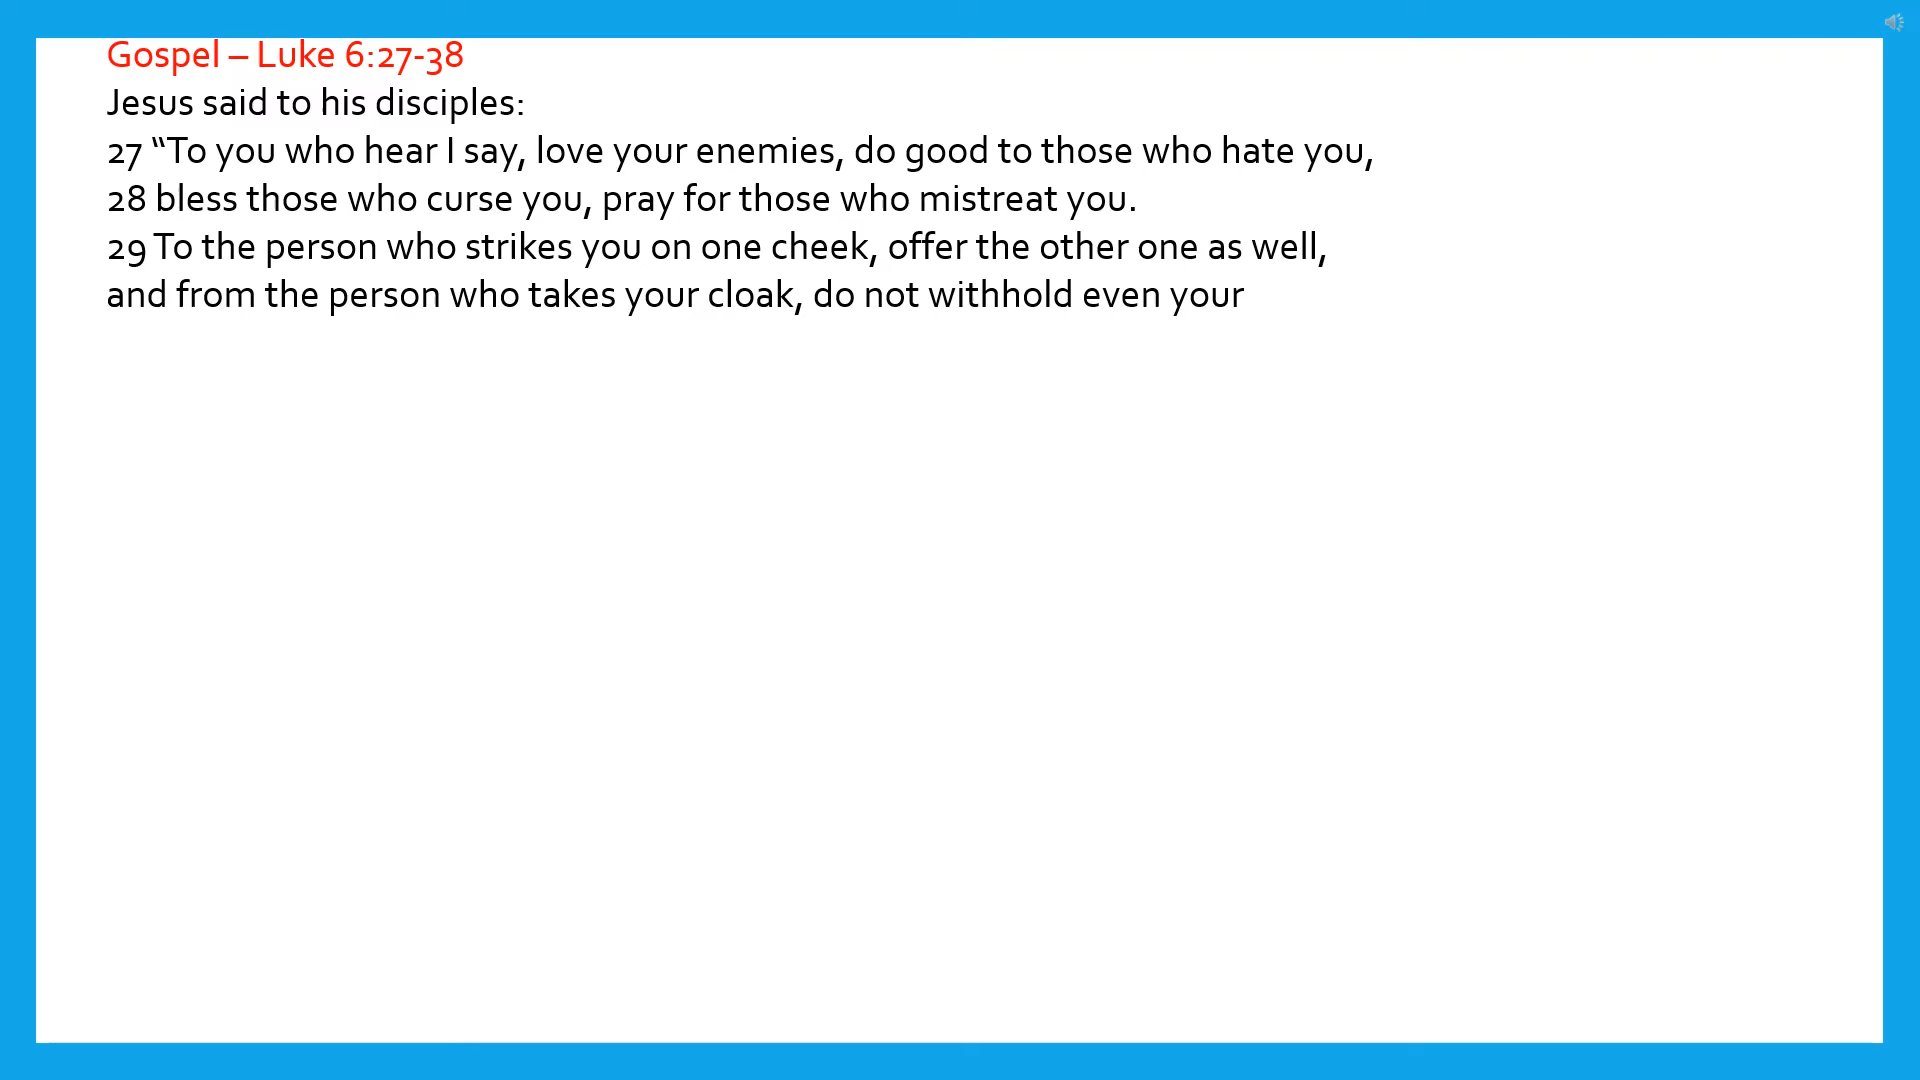 Gospel – Luke 6:27-38
Jesus said to his disciples:
27 “To you who hear I say, love your enemies, do good to those who hate you,
28 bless those who curse you, pray for those who mistreat you.
29 To the person who strikes you on one cheek, offer the other one as well,
and from the person who takes your cloak, do not withhold even your